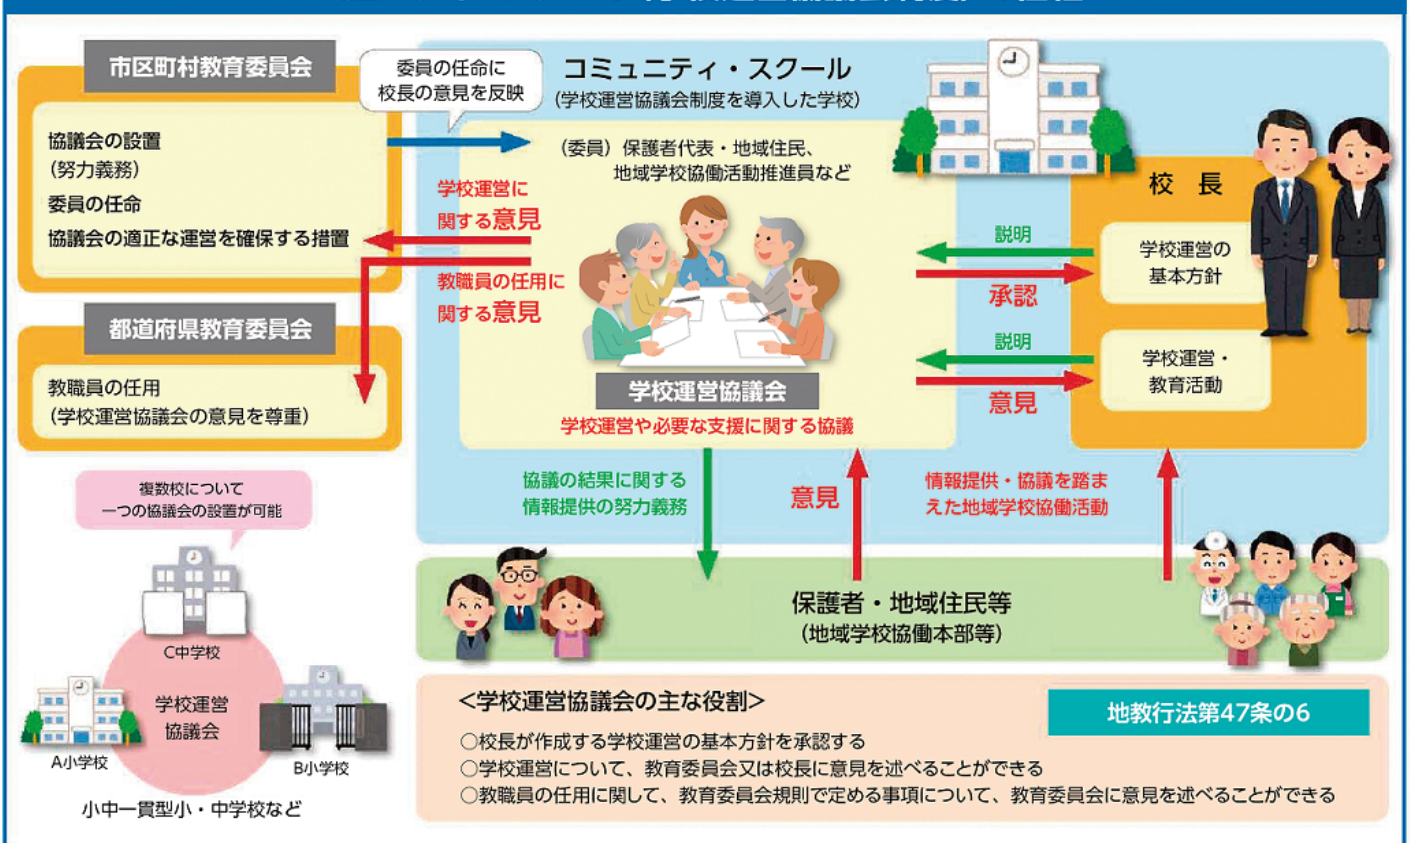 市区町村教育委員会
協議会の設置
(努力義務)
委員の任命
協議会の適正な運営を確保する措置
委員の任命に
校長の意見を反映
コミュニティ・スクール
(学校運営協議会制度を導入した学校)
(委員)保護者代表・地域住民、
地域学校協働活動推進員など
学校運営に
関する意見
教職員の任用に
関する意見
都道府県教育委員会
教職員の任用
(学校運営協議会の意見を尊重)
学校運営協議会
学校運営や必要な支援に関する協議
校 長
説明
承認
学校運営の
基本方針
説明
意見
学校運営・
教育活動
協議の結果に関する
情報提供の努力義務
意見
情報提供・協議を踏ま
えた地域学校協働活動
保護者・地域住民等
(地域学校協働本部等)
複数校について
一つの協議会の設置が可能
C中学校
学校運営
協議会
A小学校
B小学校
小中一貫型小・中学校など
<学校運営協議会の主な役割>
地教行法第47条の6
○校長が作成する学校運営の基本方針を承認する
○学校運営について、教育委員会又は校長に意見を述べることができる
○教職員の任用に関して、教育委員会規則で定める事項について、教育委員会に意見を述べることができる